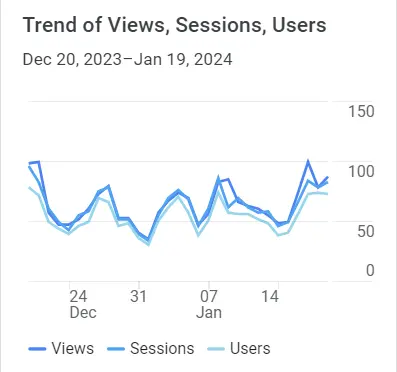 Trend of Views, Sessions, Users
Dec 20, 2023–Jan 19, 2024
150
100
50
0
24 31 07 14
Dec Jan
Views Sessions Users